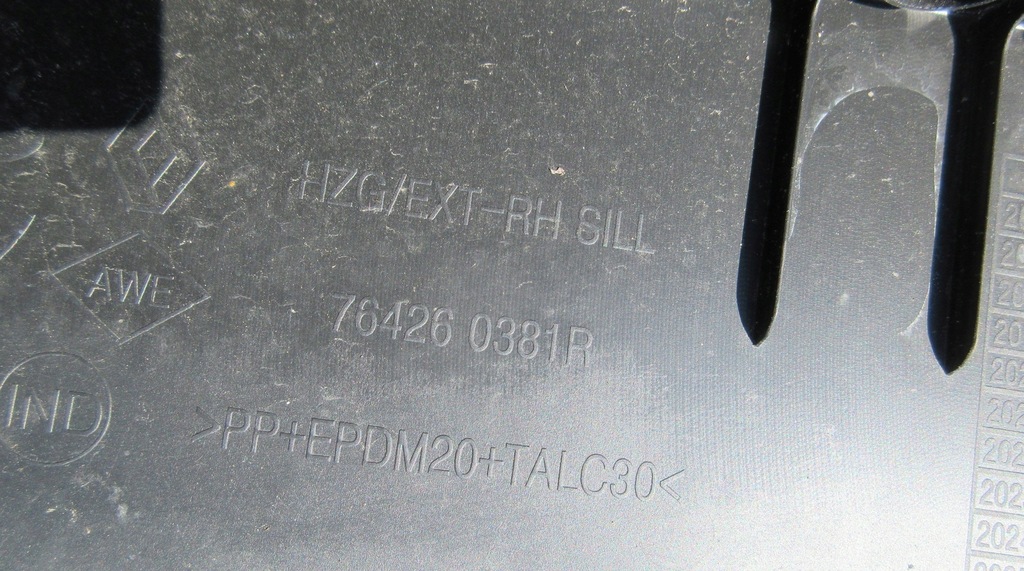 HZG/EXT-RH SILL
AWE
76426 0381R
IND
>PP+EPDM20+TALC30<